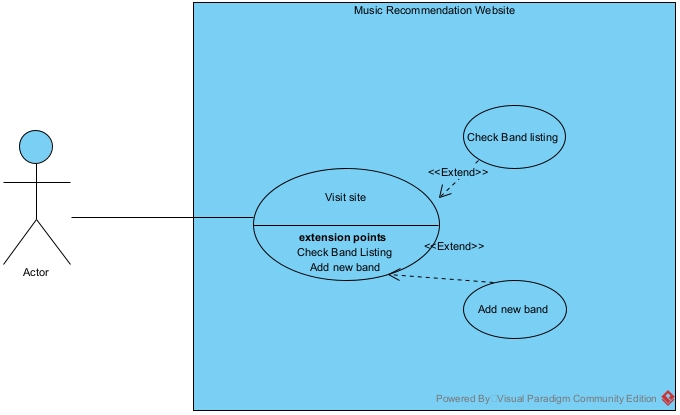 Music Recommendation Website
Check Band listing
<<Extend>>
Visit site
extension points
Check Band Listing
Add new band
<<Extend>>
Actor
Add new band
Powered By Visual Paradigm Community Edition